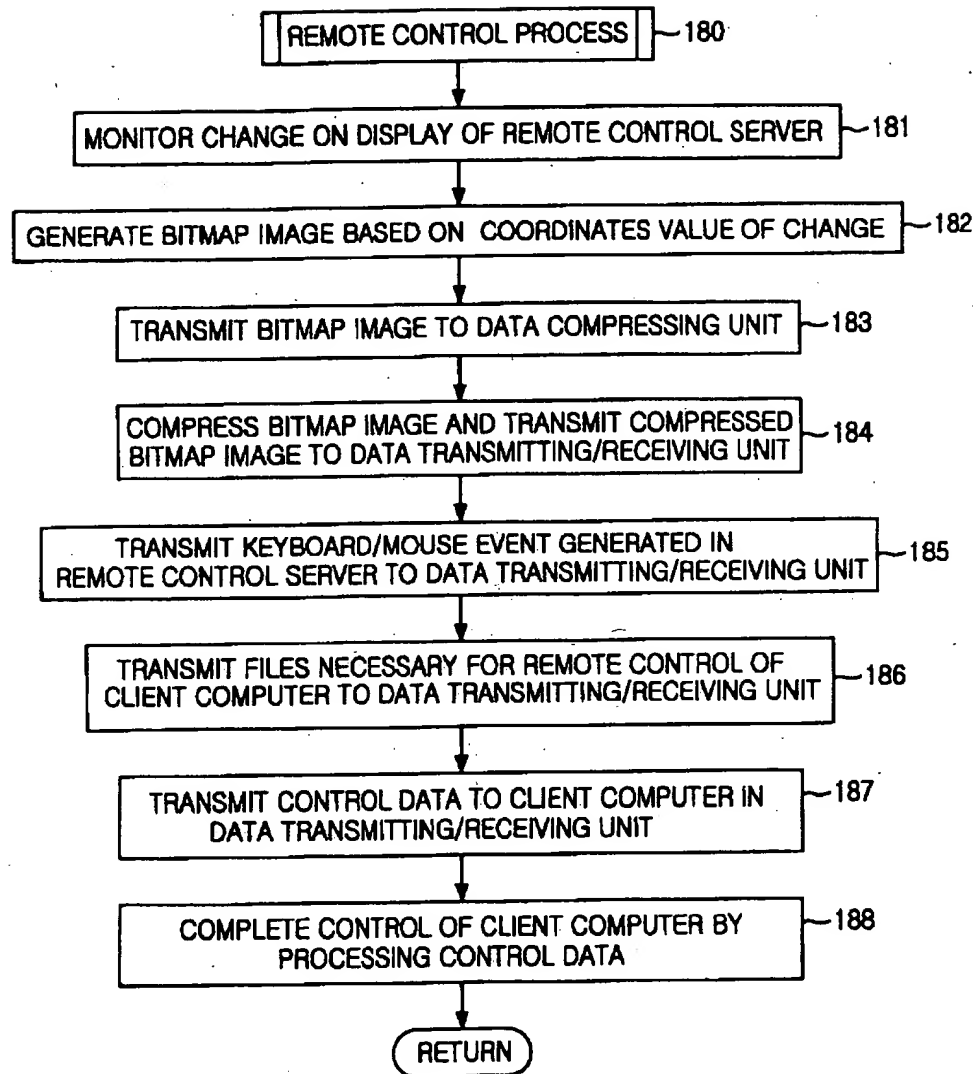 REMOTE CONTROL PROCESS 180
MONITOR CHANGE ON DISPLAY OF REMOTE CONTROL SERVER 181
GENERATE BITMAP IMAGE BASED ON COORDINATES VALUE OF CHANGE 182
TRANSMIT BITMAP IMAGE TO DATA COMPRESSING UNIT 183
COMPRESS BITMAP IMAGE AND TRANSMIT COMPRESSED
BITMAP IMAGE TO DATA TRANSMITTING/RECEIVING UNIT 184
TRANSMIT KEYBOARD/MOUSE EVENT GENERATED IN
REMOTE CONTROL SERVER TO DATA TRANSMITTING/RECEIVING UNIT 185
TRANSMIT FILES NECESSARY FOR REMOTE CONTROL OF
CLIENT COMPUTER TO DATA TRANSMITTING/RECEIVING UNIT 186
TRANSMIT CONTROL DATA TO CLIENT COMPUTER IN 187
DATA TRANSMITTING/RECEIVING UNIT
COMPLETE CONTROL OF CLIENT COMPUTER BY 188
PROCESSING CONTROL DATA
RETURN